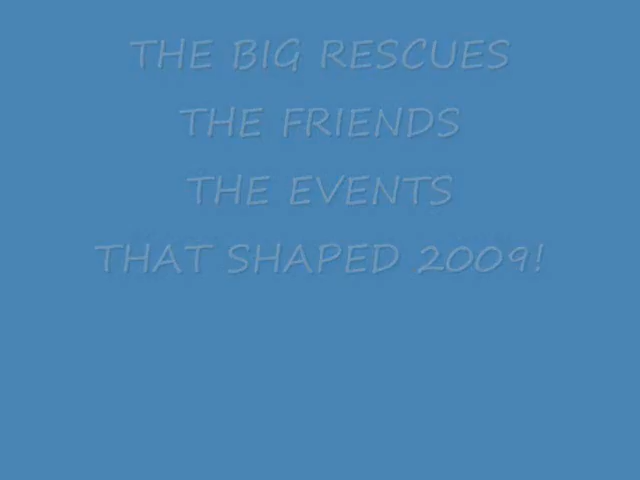 THE BIG RESCUES
THE FRIENDS
THE EVENTS
THAT SHAPED 2009!